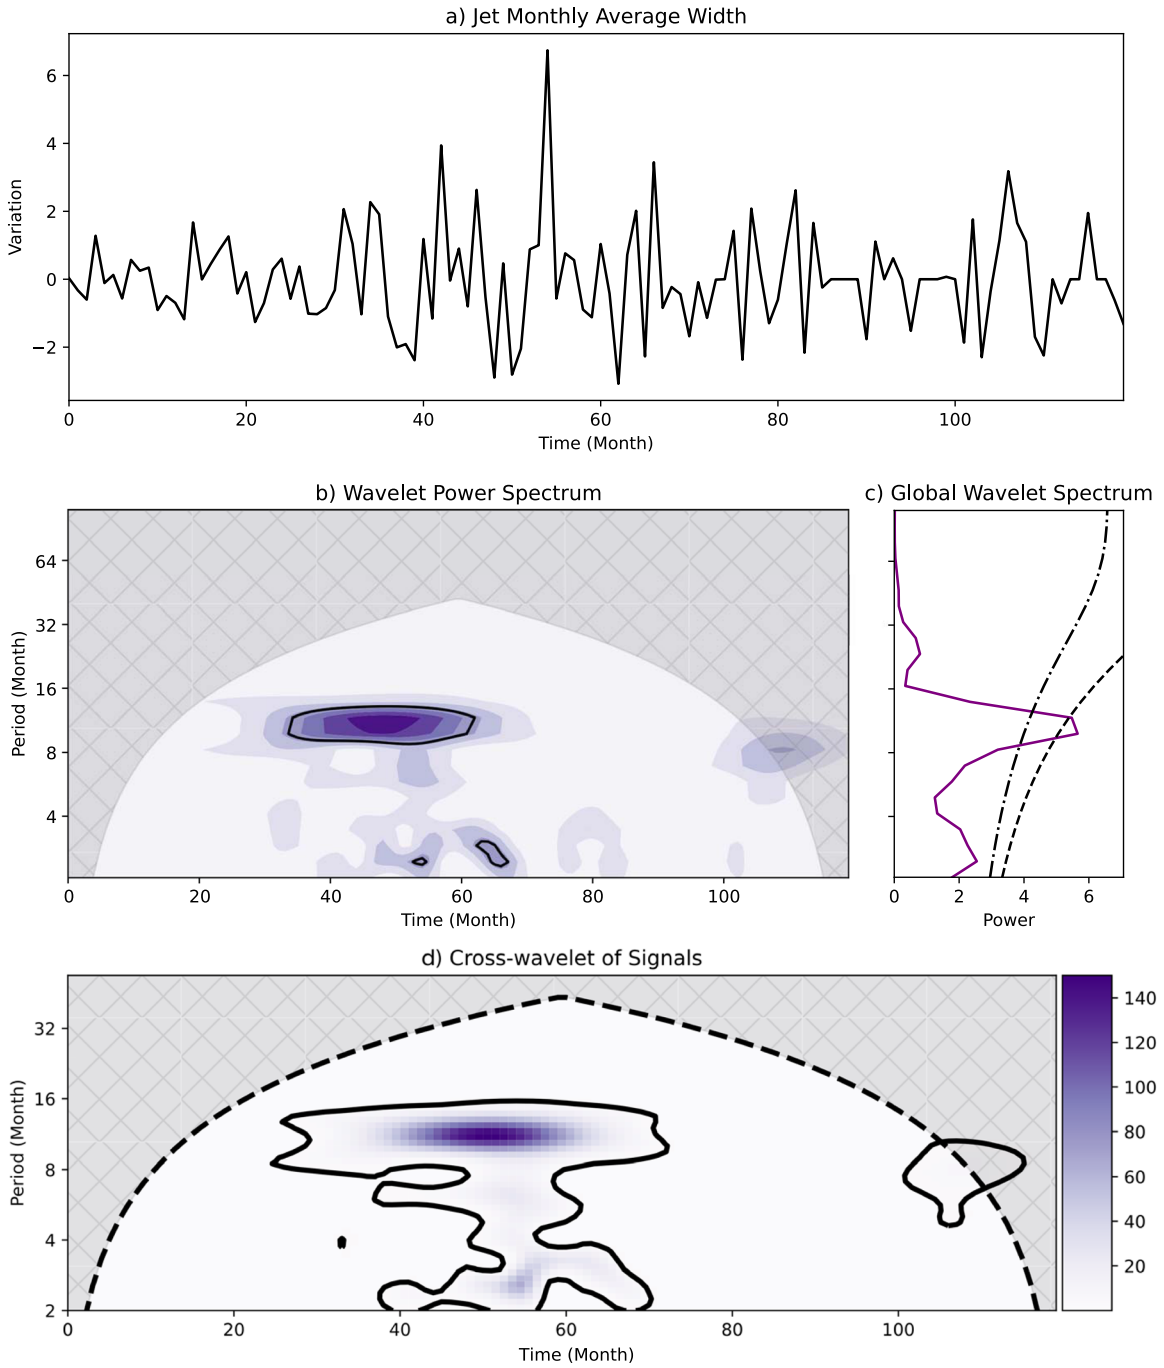 a) Jet Monthly Average Width
6
4
2
0
−2
Variation
0 20 40 60 80 100
Time (Month)
b) Wavelet Power Spectrum
64
32
16
8
4
Period (Month)
0 20 40 60 80 100
Time (Month)
c) Global Wavelet Spectrum
0 2 4 6
Power
d) Cross-wavelet of Signals
32
16
8
4
2
Period (Month)
0 20 40 60 80 100
Time (Month)
140
120
100
80
60
40
20